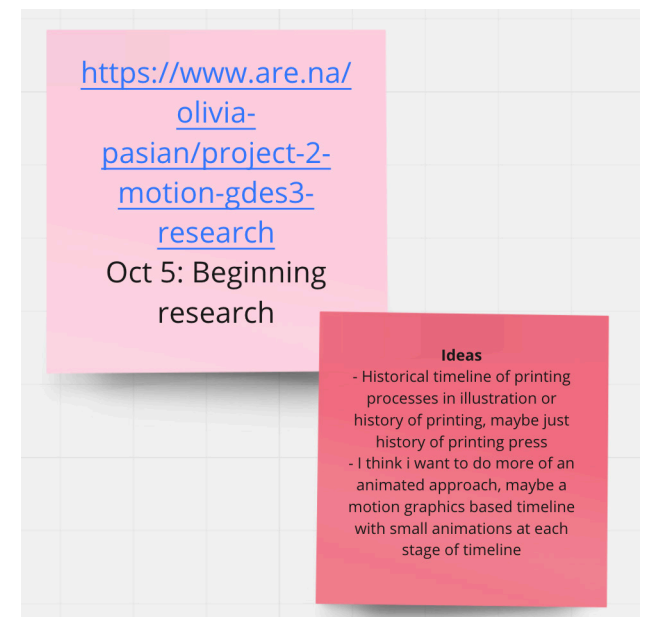 https://www.are.na/
olivia-
pasian/project-2-
motion-gdes3-
research
Oct 5: Beginning
research
Ideas
- Historical timeline of printing
processes in illustration or
history of printing, maybe just
history of printing press
- I think i want to do more of an
animated approach, maybe a
motion graphics based timeline
with small animations at each
stage of timeline